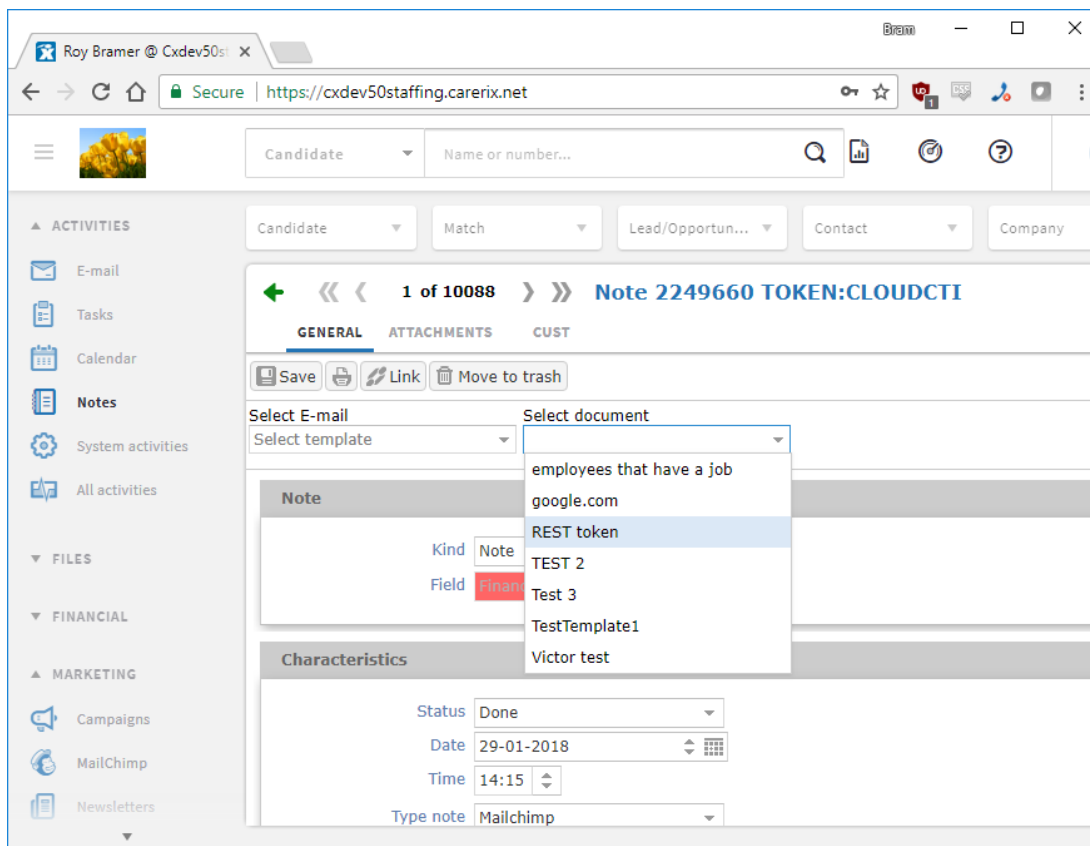 Bram
Roy Bramer @ Cxdev50st
Secure https://cxdev50staffing.carerix.net
1
CSS
Candidate Name or number...
ACTIVITIES
E-mail
Tasks
Calendar
Notes
System activities
All activities
FILES
FINANCIAL
MARKETING
Campaigns
MailChimp
Newsletters
Candidate Match Lead/Opportun... Contact Company
1 of 10088 Note 2249660 TOKEN:CLOUDCTI
GENERAL ATTACHMENTS CUST
Save Link Move to trash
Select E-mail Select document
Select template
employees that have a job
google.com
REST token
TEST 2
Test 3
TestTemplate1
Victor test
Note
Kind Note
Field Financ
Characteristics
Status Done
Date 29-01-2018
Time 14:15
Type note Mailchimp